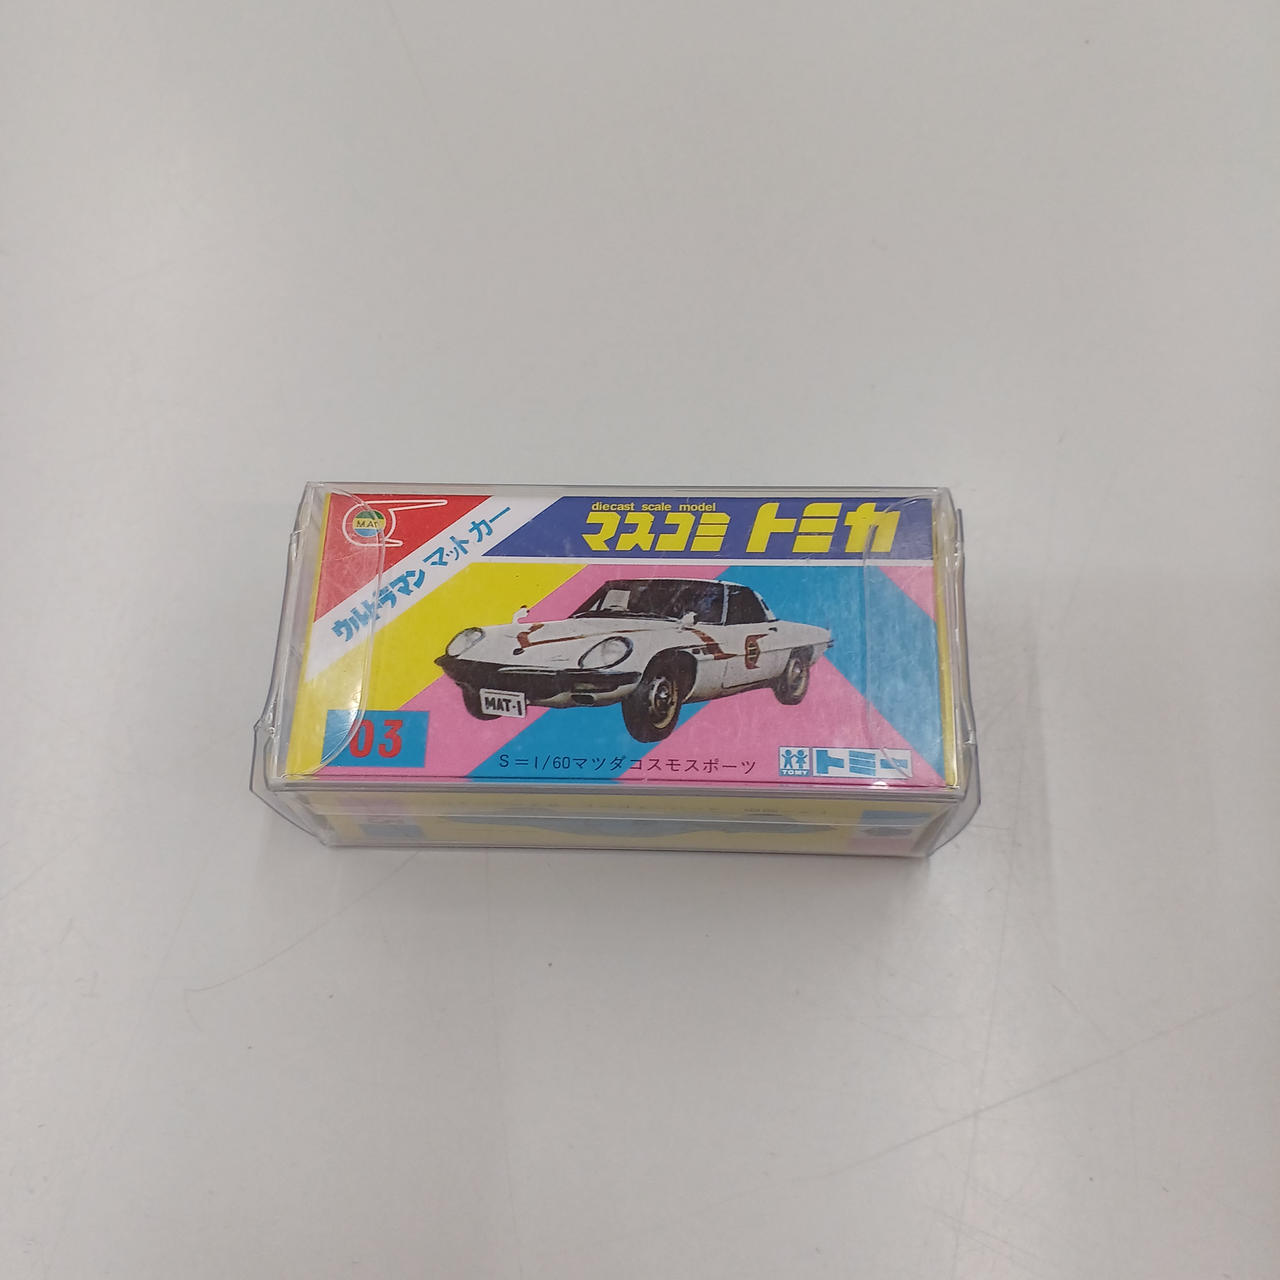 MAT
ウルトラマン マットカー
diecast scale model
マスコミ トミカ
MAT-1
03
S=1/60マツダコスモスポーツ
TOMY
トミー